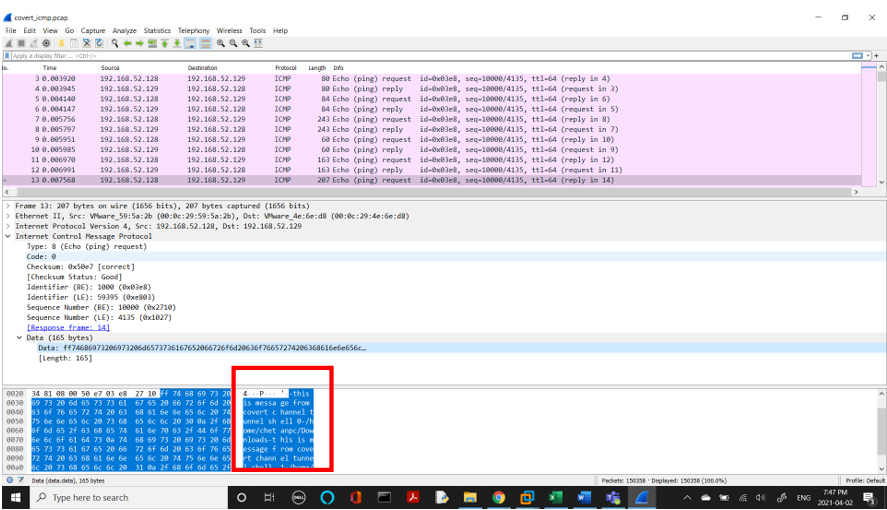 covert_icmp.pcap
File Edit View Go Capture Analyze Statistics Telephony Wireless Tools Help
Apply a display filter ... <Ctrl-/>
No. Time Source Destination Protocol Length Info
3 0.003920 192.168.52.128 192.168.52.129 ICMP 80 Echo (ping) request id=0x03e8, seq=10000/4135, ttl=64 (reply in 4)
4 0.003945 192.168.52.129 192.168.52.128 ICMP 80 Echo (ping) reply id=0x03e8, seq=10000/4135, ttl=64 (request in 3)
5 0.004140 192.168.52.128 192.168.52.129 ICMP 84 Echo (ping) request id=0x03e8, seq=10000/4135, ttl=64 (reply in 6)
6 0.004147 192.168.52.129 192.168.52.128 ICMP 84 Echo (ping) reply id=0x03e8, seq=10000/4135, ttl=64 (request in 5)
7 0.005756 192.168.52.128 192.168.52.129 ICMP 243 Echo (ping) request id=0x03e8, seq=10000/4135, ttl=64 (reply in 8)
8 0.005797 192.168.52.129 192.168.52.128 ICMP 243 Echo (ping) reply id=0x03e8, seq=10000/4135, ttl=64 (request in 7)
9 0.005951 192.168.52.128 192.168.52.129 ICMP 60 Echo (ping) request id=0x03e8, seq=10000/4135, ttl=64 (reply in 10)
10 0.005985 192.168.52.129 192.168.52.128 ICMP 60 Echo (ping) reply id=0x03e8, seq=10000/4135, ttl=64 (request in 9)
11 0.006970 192.168.52.128 192.168.52.129 ICMP 163 Echo (ping) request id=0x03e8, seq=10000/4135, ttl=64 (reply in 12)
12 0.006991 192.168.52.129 192.168.52.128 ICMP 163 Echo (ping) reply id=0x03e8, seq=10000/4135, ttl=64 (request in 11)
13 0.007568 192.168.52.128 192.168.52.129 ICMP 207 Echo (ping) request id=0x03e8, seq=10000/4135, ttl=64 (reply in 14)
Frame 13: 207 bytes on wire (1656 bits), 207 bytes captured (1656 bits)
Ethernet II, Src: VMware_59:5a:2b (00:0c:29:59:5a:2b), Dst: VMware_4e:6e:d8 (00:0c:29:4e:6e:d8)
Internet Protocol Version 4, Src: 192.168.52.128, Dst: 192.168.52.129
Internet Control Message Protocol
Type: 8 (Echo (ping) request)
Code: 0
Checksum: 0x50e7 [correct]
[Checksum Status: Good]
Identifier (BE): 1000 (0x03e8)
Identifier (LE): 59395 (0xe803)
Sequence Number (BE): 10000 (0x2710)
Sequence Number (LE): 4135 (0x1027)
[Response frame: 14]
Data (165 bytes)
Data: ff74686973206973206d6573736167652066726f6d20636f76657274206368616e6e656c…
[Length: 165]
0020 34 81 08 00 50 e7 03 e8 27 10 ff 74 68 69 73 20 4···P···'··this
0030 69 73 20 6d 65 73 73 61 67 65 20 66 72 6f 6d 20 is messa ge from
0040 63 6f 76 65 72 74 20 63 68 61 6e 6e 65 6c 20 74 covert c hannel t
0050 75 6e 6e 65 6c 20 73 68 65 6c 6c 20 30 0a 2f 68 unnel sh ell 0·/h
0060 6f 6d 65 2f 63 68 65 74 61 6e 70 63 2f 44 6f 77 ome/chet anpc/Dow
0070 6e 6c 6f 61 64 73 0a 74 68 69 73 20 69 73 20 6d nloads·t his is m
0080 65 73 73 61 67 65 20 66 72 6f 6d 20 63 6f 76 65 essage f rom cove
0090 72 74 20 63 68 61 6e 6e 65 6c 20 74 75 6e 6e 65 rt chann el tunne
00a0 6c 20 73 68 65 6c 6c 20 31 0a 2f 68 6f 6d 65 2f l shell 1·/home/
Data (data.data), 165 bytes Packets: 150358 · Displayed: 150358 (100.0%) Profile: Default
Type here to search ENG 7:47 PM
2021-04-02